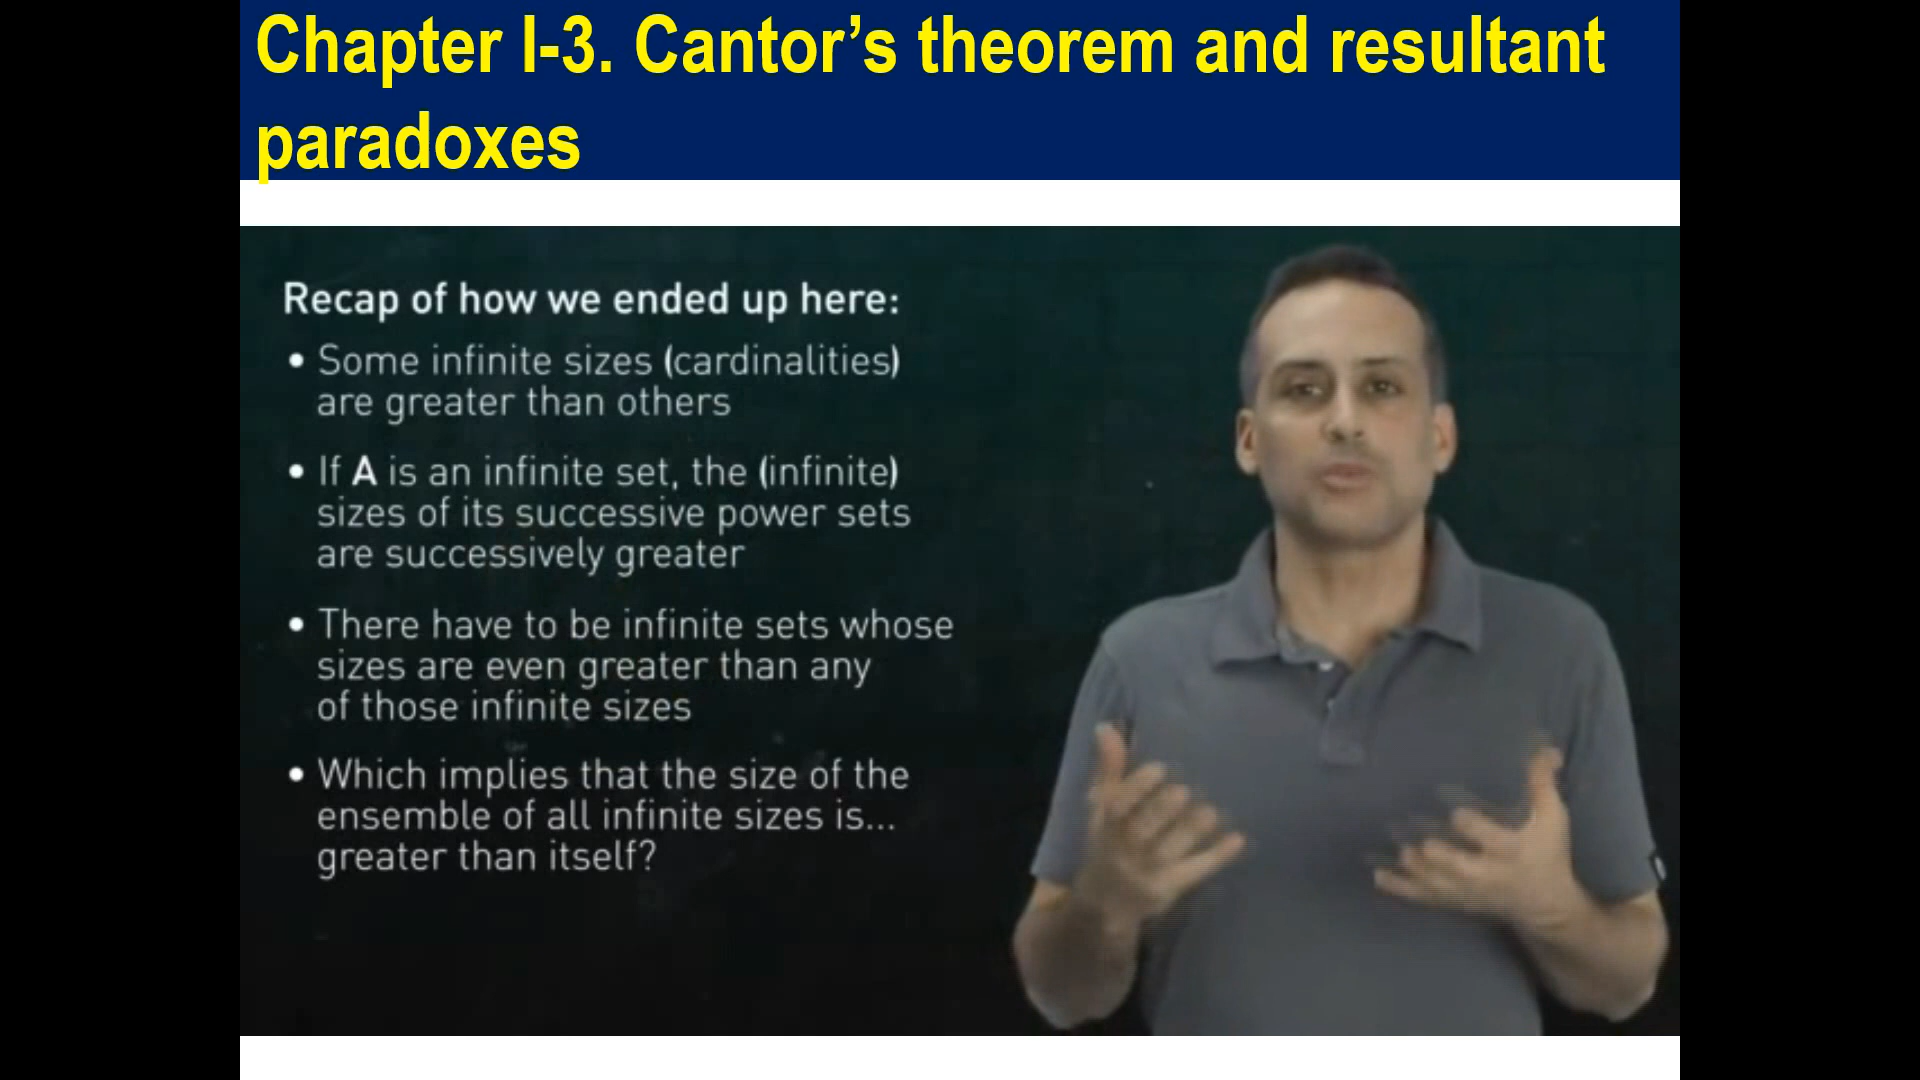 Chapter I-3. Cantor’s theorem and resultant
paradoxes
Recap of how we ended up here:
• Some infinite sizes (cardinalities)
are greater than others
• If A is an infinite set, the (infinite)
sizes of its successive power sets
are successively greater
• There have to be infinite sets whose
sizes are even greater than any
of those infinite sizes
• Which implies that the size of the
ensemble of all infinite sizes is...
greater than itself?